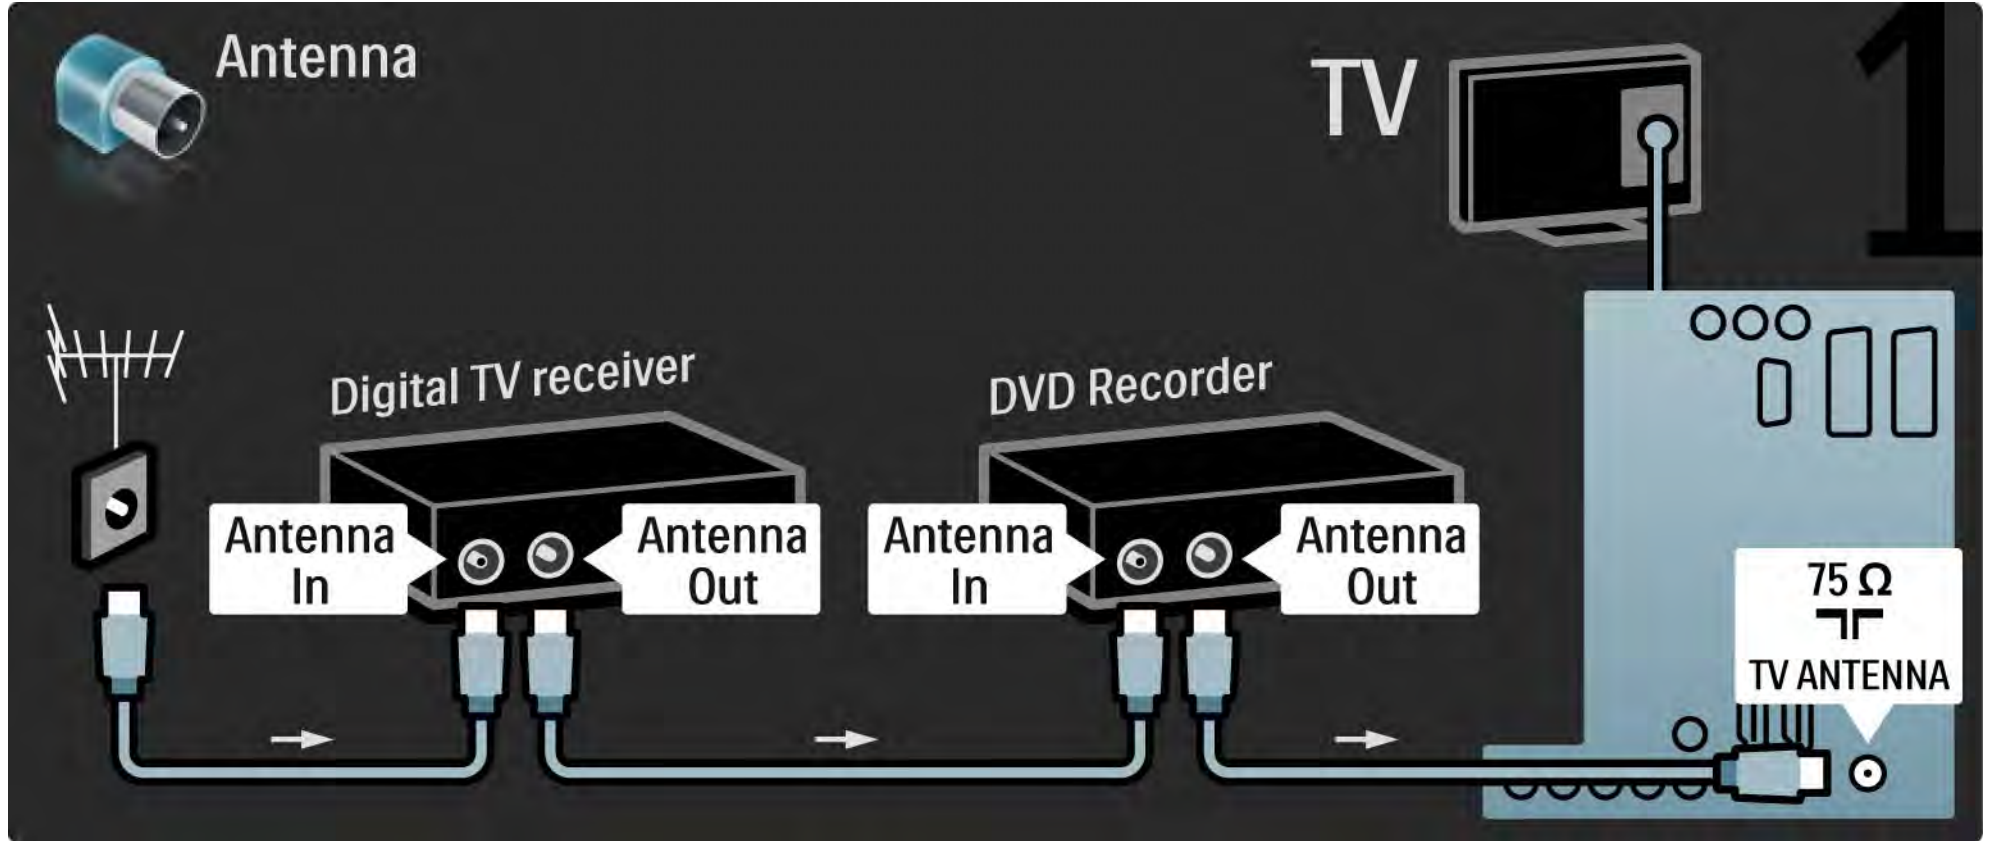 Antenna
TV
1
Digital TV receiver
DVD Recorder
Antenna
In
Antenna
Out
Antenna
In
Antenna
Out
75 Ω
TV ANTENNA